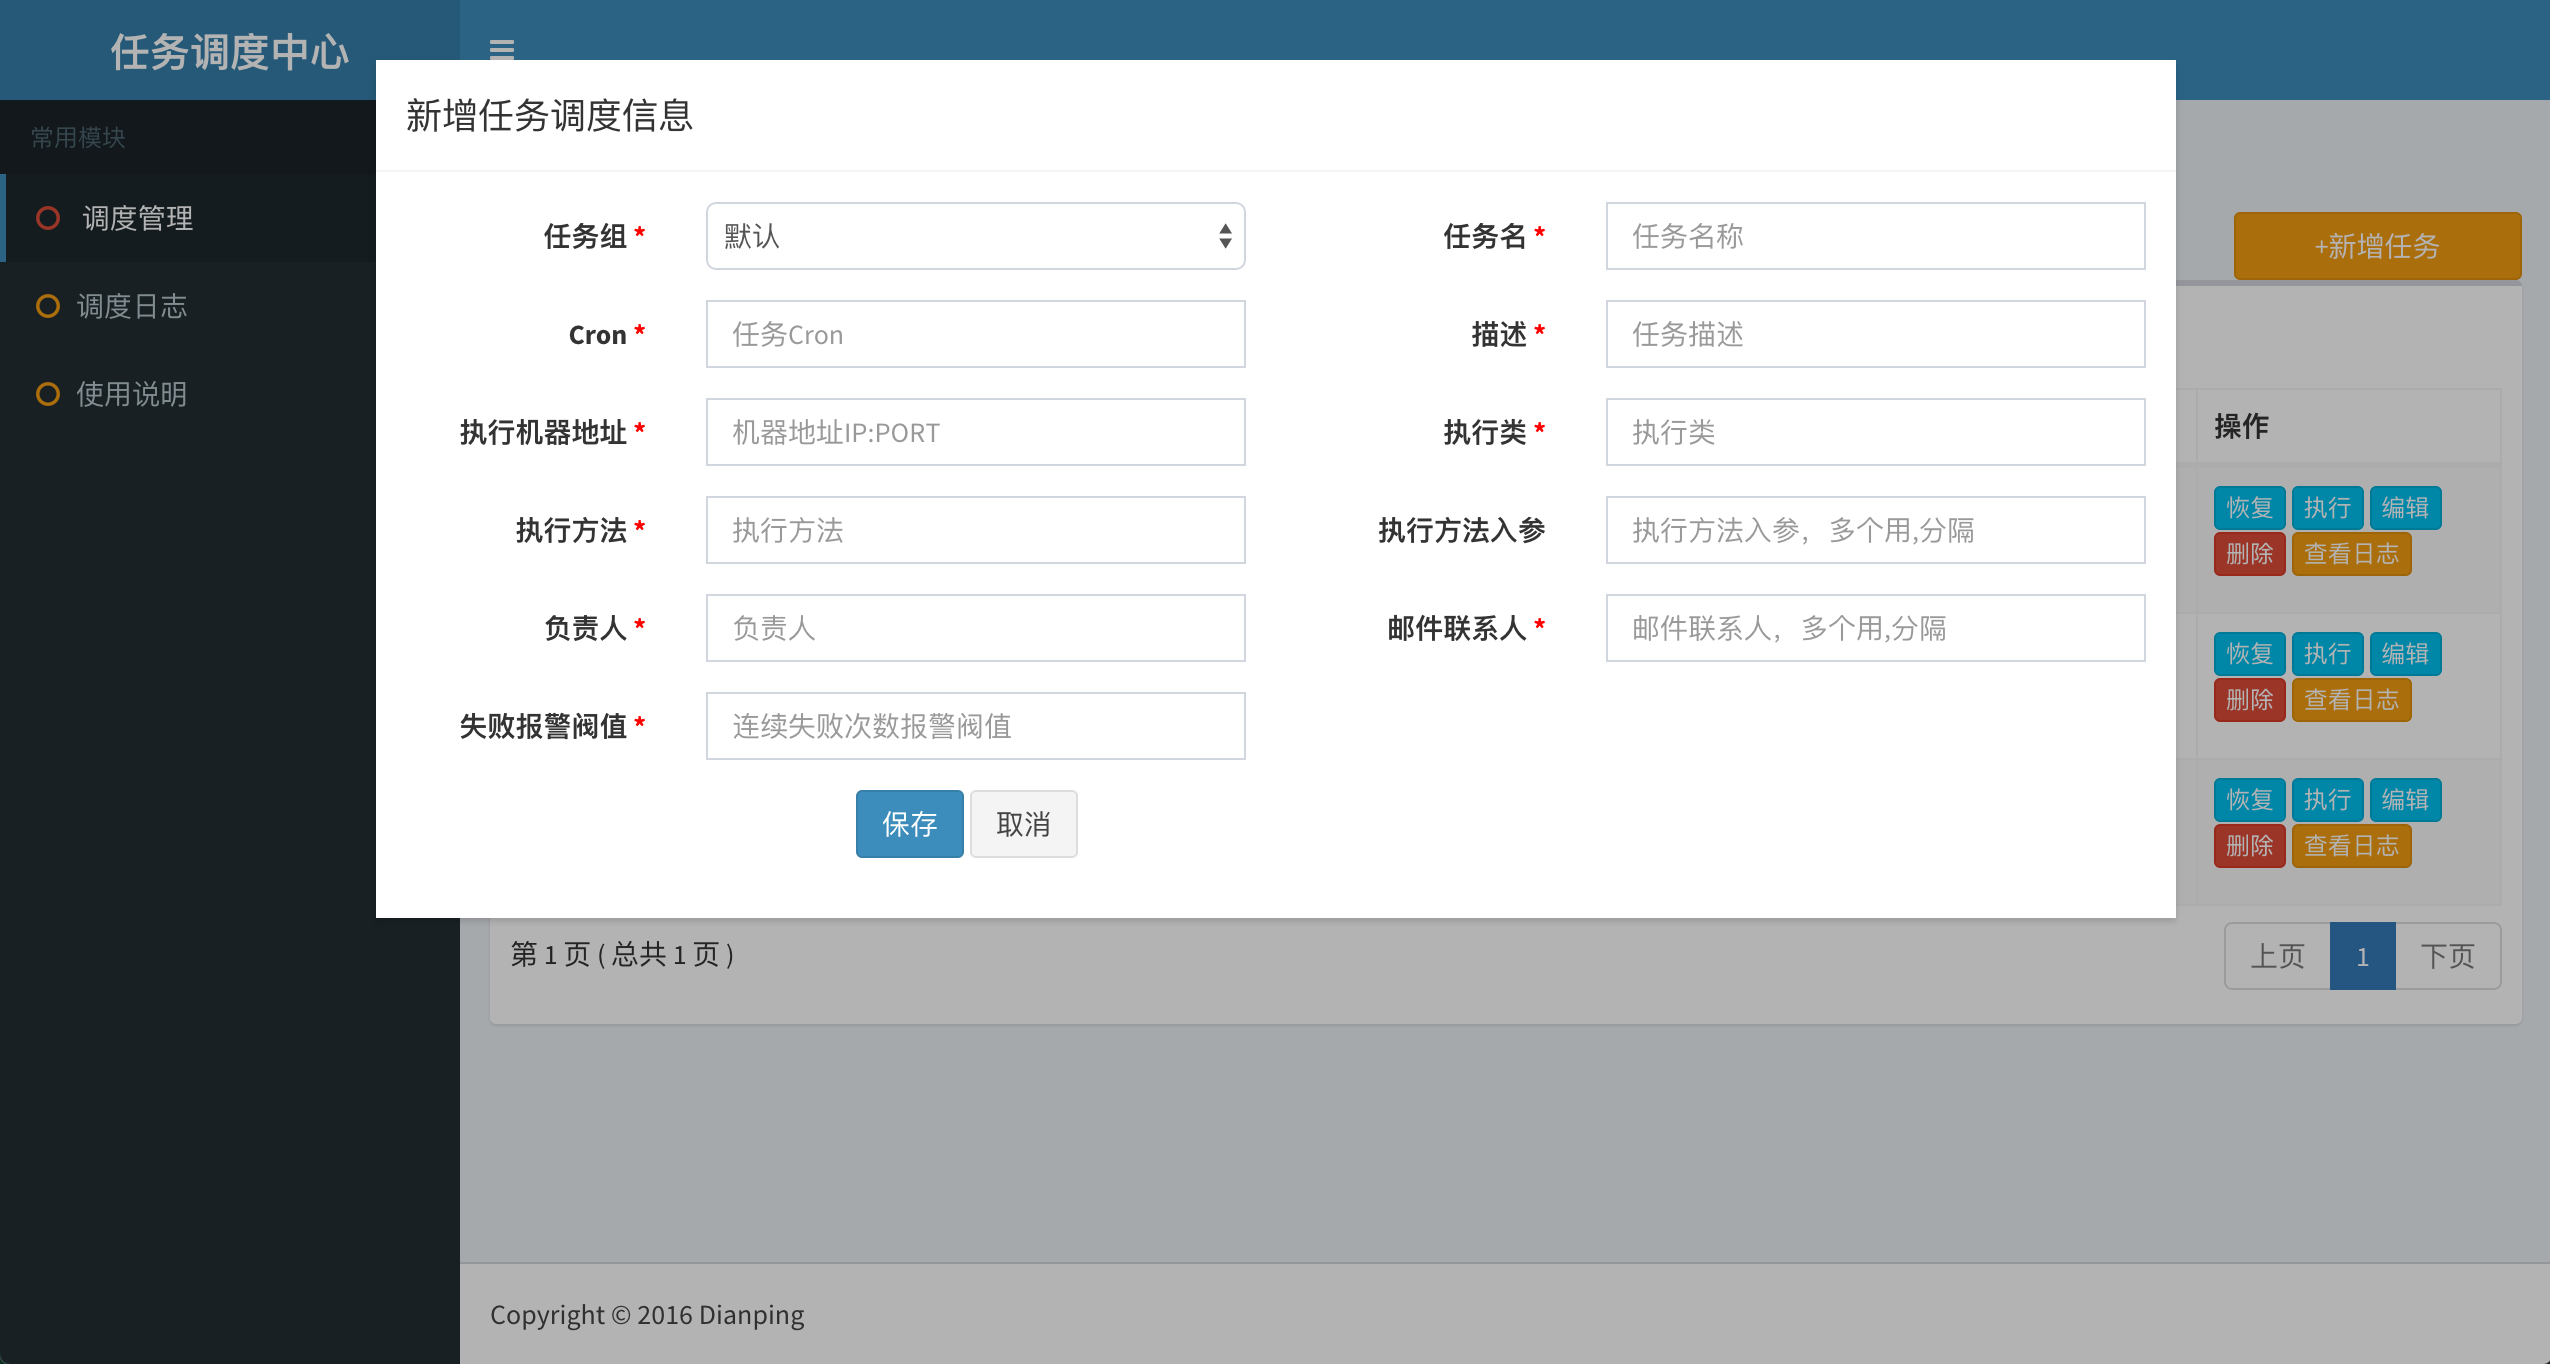 任务调度中心
常用模块
调度管理
调度日志
使用说明
新增任务调度信息
任务组 * 默认 任务名 * 任务名称
Cron * 任务Cron 描述 * 任务描述
执行机器地址 * 机器地址IP:PORT 执行类 * 执行类
执行方法 * 执行方法 执行方法入参 执行方法入参，多个用,分隔
负责人 * 负责人 邮件联系人 * 邮件联系人，多个用,分隔
失败报警阀值 * 连续失败次数报警阀值
保存 取消
+新增任务
操作
恢复 执行 编辑
删除 查看日志
恢复 执行 编辑
删除 查看日志
恢复 执行 编辑
删除 查看日志
第 1 页 ( 总共 1 页 )
上页 1 下页
Copyright © 2016 Dianping